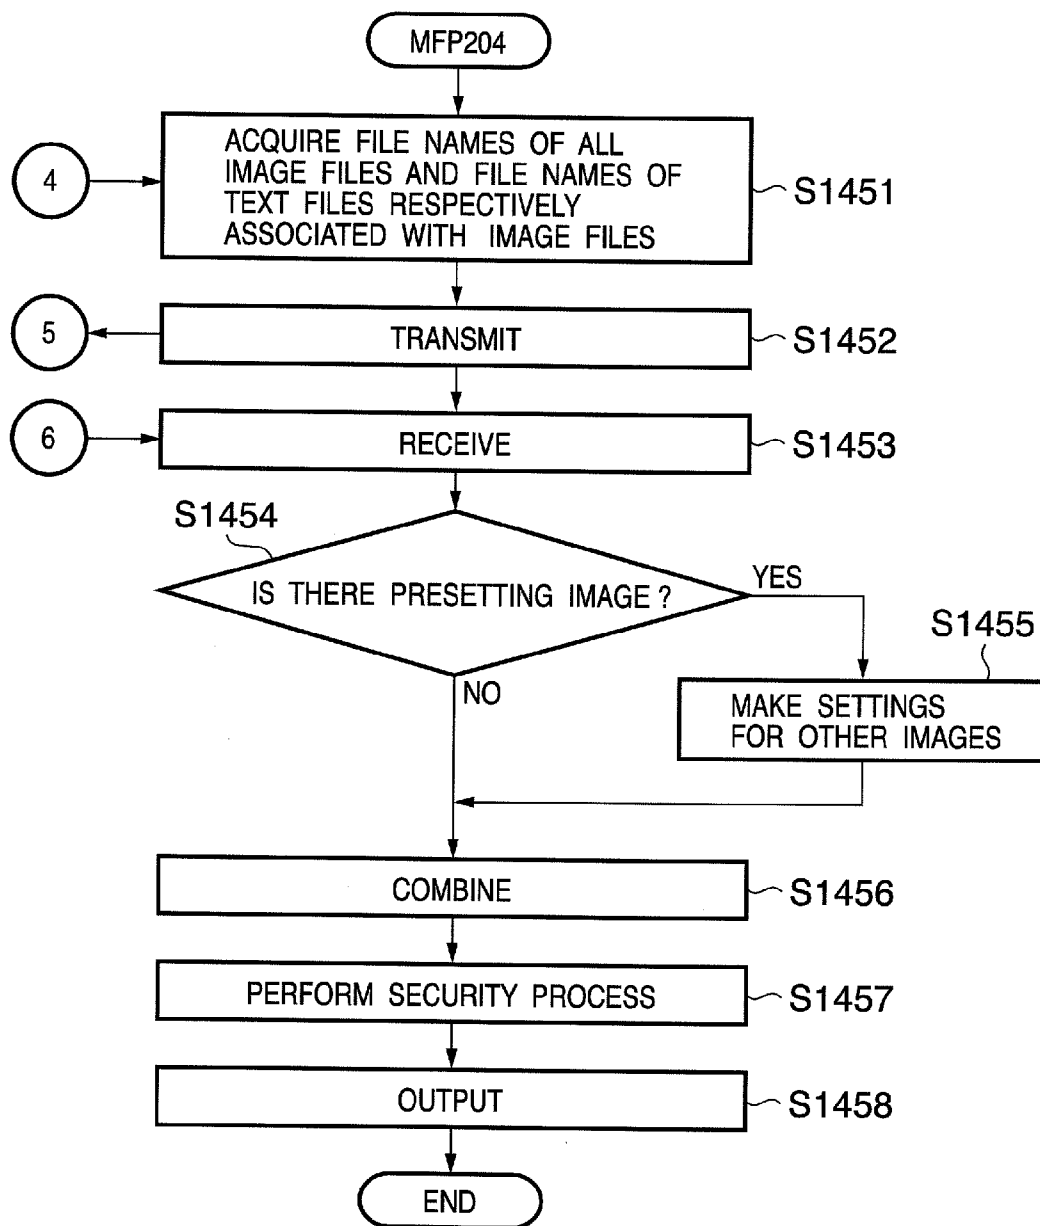 MFP204
4
ACQUIRE FILE NAMES OF ALL
IMAGE FILES AND FILE NAMES OF
TEXT FILES RESPECTIVELY
ASSOCIATED WITH IMAGE FILES
S1451
5
TRANSMIT
S1452
6
RECEIVE
S1453
S1454
IS THERE PRESETTING IMAGE ?
YES
NO
S1455
MAKE SETTINGS
FOR OTHER IMAGES
COMBINE
S1456
PERFORM SECURITY PROCESS
S1457
OUTPUT
S1458
END